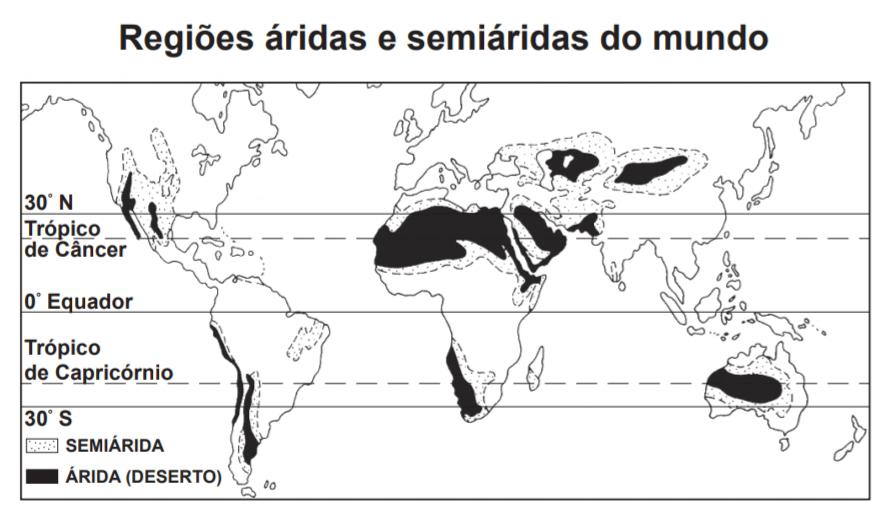 Regiões áridas e semiáridas do mundo
30° N
Trópico
de Câncer
0° Equador
Trópico
de Capricórnio
30° S
SEMIÁRIDA
ÁRIDA (DESERTO)